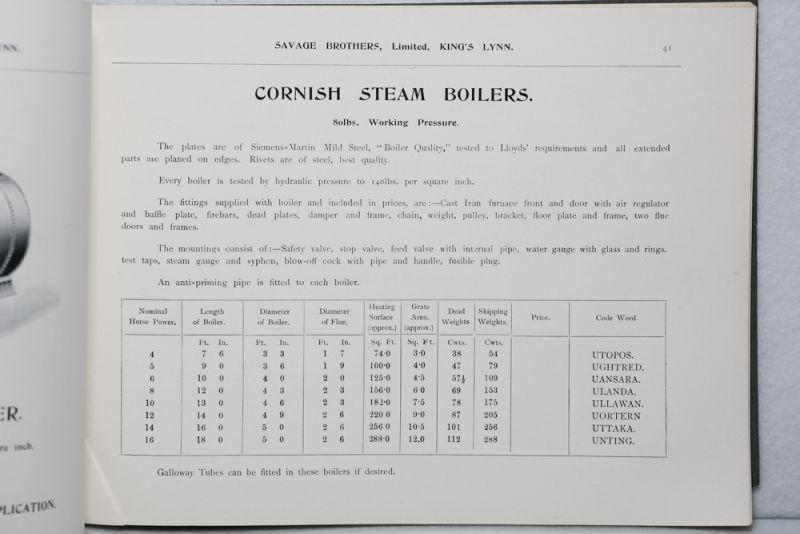 NN.
SAVAGE BROTHERS, Limited, KING'S LYNN.
41
CORNISH STEAM BOILERS.
80lbs. Working Pressure.
The plates are of Siemens-Martin Mild Steel, "Boiler Quality," tested to Lloyds' requirements and all extended
parts are planed on edges. Rivets are of steel, best quality.
Every boiler is tested by hydraulic pressure to 140lbs. per square inch.
The fittings supplied with boiler and included in prices, are:—Cast Iron furnace front and door with air regulator
and baffle plate, firebars, dead plates, damper and frame, chain, weight, pulley, bracket, floor plate and frame, two flue
doors and frames.
The mountings consist of:—Safety valve, stop valve, feed valve with internal pipe, water gauge with glass and rings,
test taps, steam gauge and syphon, blow-off cock with pipe and handle, fusible plug.
An anti-priming pipe is fitted to each boiler.
Nominal Horse Power. Length of Boiler. Diameter of Boiler. Diameter of Flue. Heating Surface (approx.) Grate Area. (approx.) Dead Weights Shipping Weights. Price. Code Word
Ft. In. Ft. In. Ft. In. Sq. Ft. Sq. Ft. Cwts. Cwts.
4 7 6 3 3 1 7 74·0 3·0 38 54 UTOPOS.
5 9 0 3 6 1 9 100·0 4·0 47 79 UGHTRED.
6 10 0 4 0 2 0 125·0 4·5 57½ 109 UANSARA.
8 12 0 4 3 2 3 156·0 6·0 69 153 ULANDA.
10 13 0 4 6 2 3 182·0 7·5 78 175 ULLAWAN.
12 14 0 4 9 2 6 220 0 9·0 87 205 UORTERN
14 16 0 5 0 2 6 256 0 10·5 101 256 UTTAKA.
16 18 0 5 0 2 6 288·0 12.0 112 288 UNTING.
Galloway Tubes can be fitted in these boilers if desired.
ER.
re inch.
PLICATION.